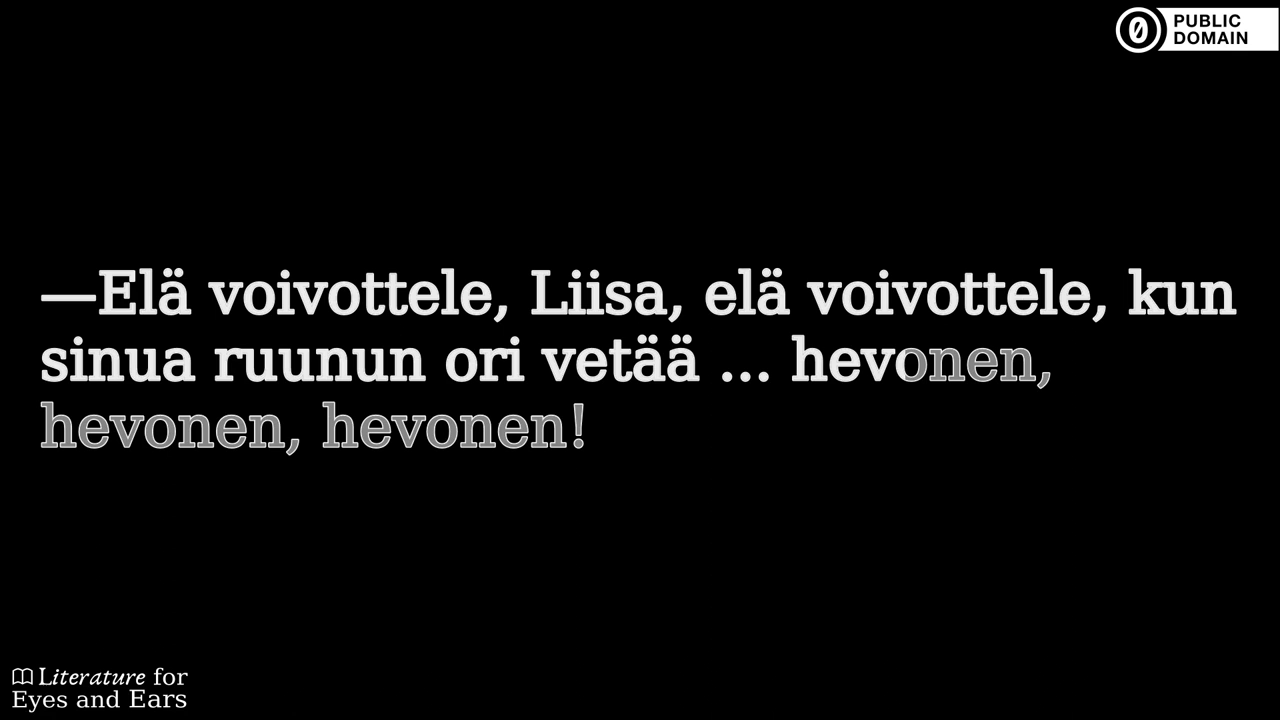 PUBLIC
DOMAIN
—Elä voivottele, Liisa, elä voivottele, kun
sinua ruunun ori vetää ... hevonen,
hevonen, hevonen!
Literature for
Eyes and Ears